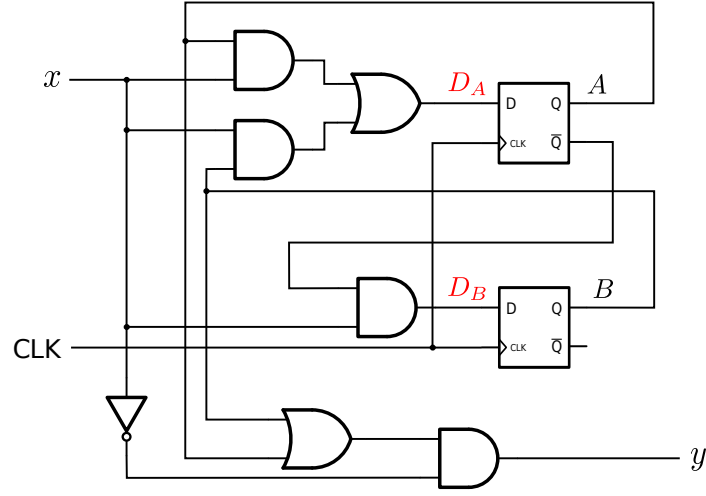 x
D_A
A
D Q
CLK Q̅
D_B
B
D Q
CLK Q̅
CLK
y